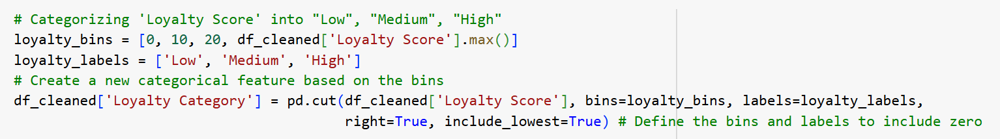 # Categorizing 'Loyalty Score' into "Low", "Medium", "High"
loyalty_bins = [0, 10, 20, df_cleaned['Loyalty Score'].max()]
loyalty_labels = ['Low', 'Medium', 'High']
# Create a new categorical feature based on the bins
df_cleaned['Loyalty Category'] = pd.cut(df_cleaned['Loyalty Score'], bins=loyalty_bins, labels=loyalty_labels,
right=True, include_lowest=True) # Define the bins and labels to include zero